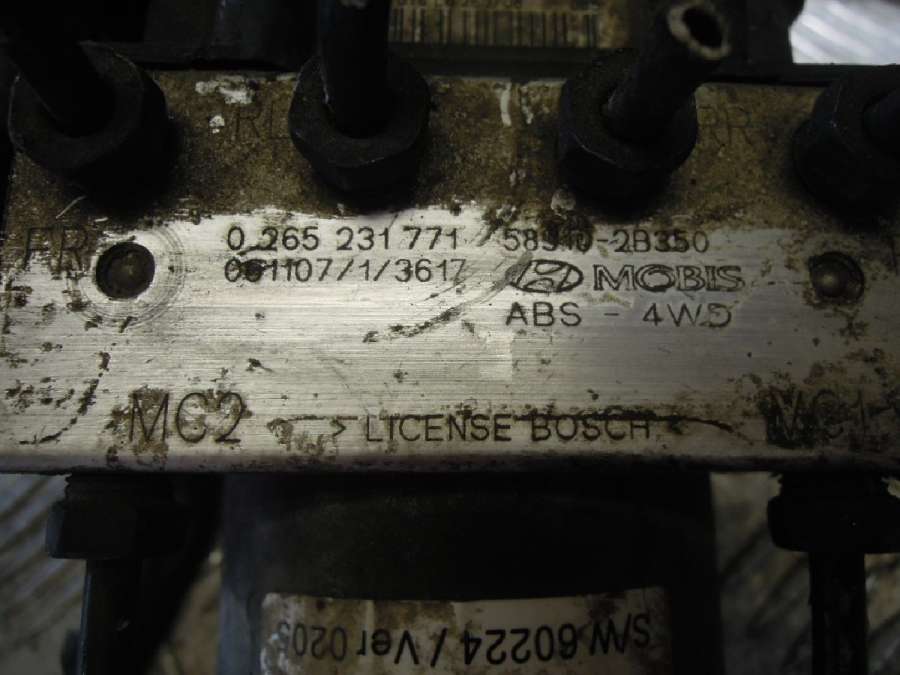 RL RR
FR
0 265 231 771 58910-2B350
061107/1/3617 MOBIS
ABS - 4WD
MC2 MC1
> LICENSE BOSCH <
S/W 60224 / Ver 020